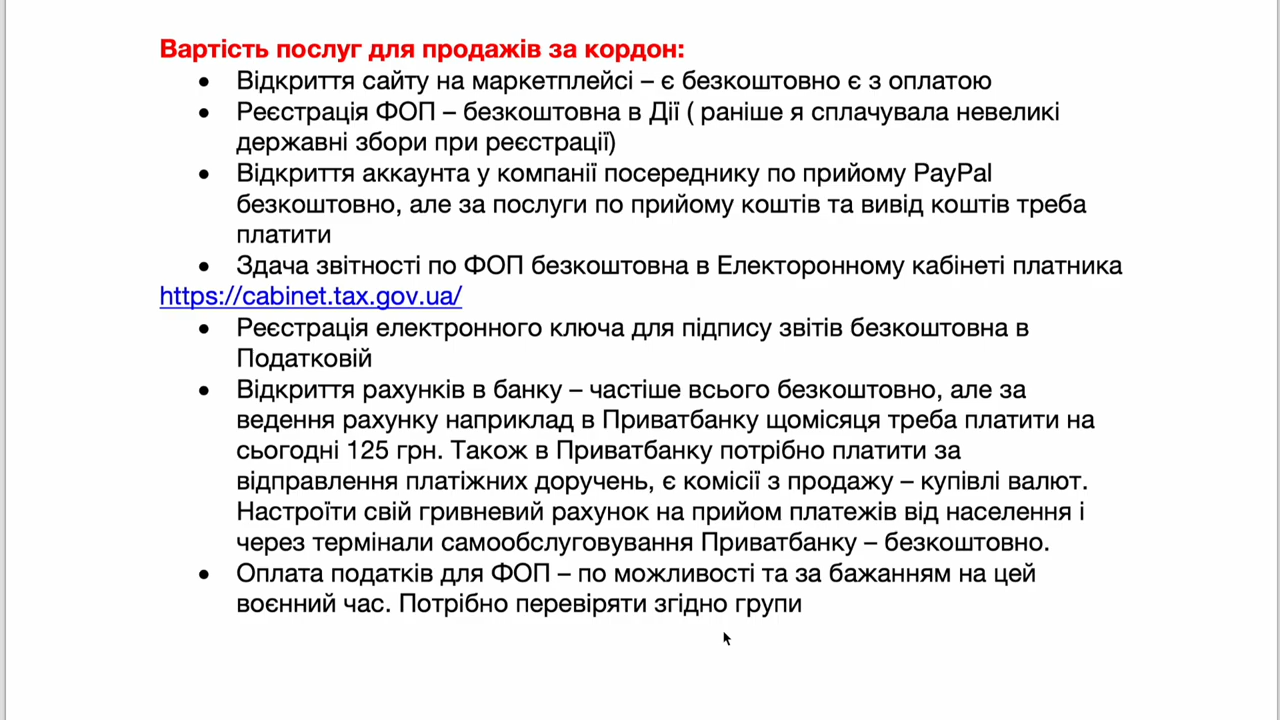 Вартість послуг для продажів за кордон:
• Відкриття сайту на маркетплейсі – є безкоштовно є з оплатою
• Реєстрація ФОП – безкоштовна в Дії ( раніше я сплачувала невеликі
державні збори при реєстрації)
• Відкриття аккаунта у компанії посереднику по прийому PayPal
безкоштовно, але за послуги по прийому коштів та вивід коштів треба
платити
• Здача звітності по ФОП безкоштовна в Електоронному кабінеті платника
https://cabinet.tax.gov.ua/
• Реєстрація електронного ключа для підпису звітів безкоштовна в
Податковій
• Відкриття рахунків в банку – частіше всього безкоштовно, але за
ведення рахунку наприклад в Приватбанку щомісяця треба платити на
сьогодні 125 грн. Також в Приватбанку потрібно платити за
відправлення платіжних доручень, є комісії з продажу – купівлі валют.
Настроїти свій гривневий рахунок на прийом платежів від населення і
через термінали самообслуговування Приватбанку – безкоштовно.
• Оплата податків для ФОП – по можливості та за бажанням на цей
воєнний час. Потрібно перевіряти згідно групи